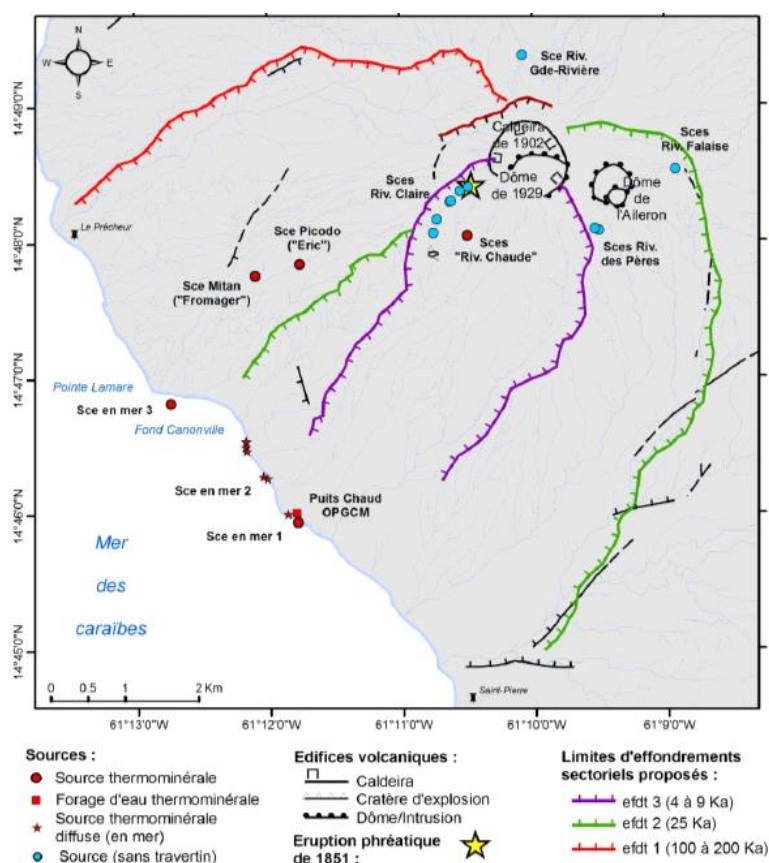 N
W E
S
Sce Riv.
Gde-Rivière
14°49'0"N
Caldeira
de 1902
Sces
Riv. Falaise
Sces
Riv. Claire
Dôme
de 1929
Dôme
de
l'Aileron
14°48'0"N
Le Précheur
Sce Picodo
("Eric")
Sces
"Riv. Chaude"
Sces Riv.
des Pères
Sce Mitan
("Fromager")
14°47'0"N
Pointe Lamare
Sce en mer 3
Fond Canonville
Sce en mer 2
Puits Chaud
OPGCM
14°46'0"N
Sce en mer 1
Mer
des
caraïbes
14°45'0"N
0 0.5 1 2 Km
Saint-Pierre
61°13'0"W 61°12'0"W 61°11'0"W 61°10'0"W 61°9'0"W
Sources :
Source thermominérale
Forage d'eau thermominérale
Source thermominérale
diffuse (en mer)
Source (sans travertin)
Edifices volcaniques :
Caldeira
Cratère d'explosion
Dôme/Intrusion
Eruption phréatique
de 1851 :
Limites d'effondrements
sectoriels proposés :
efdt 3 (4 à 9 Ka)
efdt 2 (25 Ka)
efdt 1 (100 à 200 Ka)